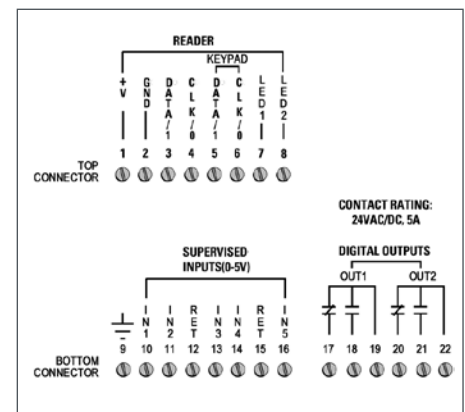 READER
KEYPAD
+V GND DATA/1 CLK/0 DATA/1 CLK/0 LED1 LED2
1 2 3 4 5 6 7 8
TOP
CONNECTOR
CONTACT RATING:
24VAC/DC, 5A
SUPERVISED
INPUTS(0-5V)
DIGITAL OUTPUTS
OUT1 OUT2
IN1 IN2 RET IN3 IN4 RET IN5
9 10 11 12 13 14 15 16 17 18 19 20 21 22
BOTTOM
CONNECTOR